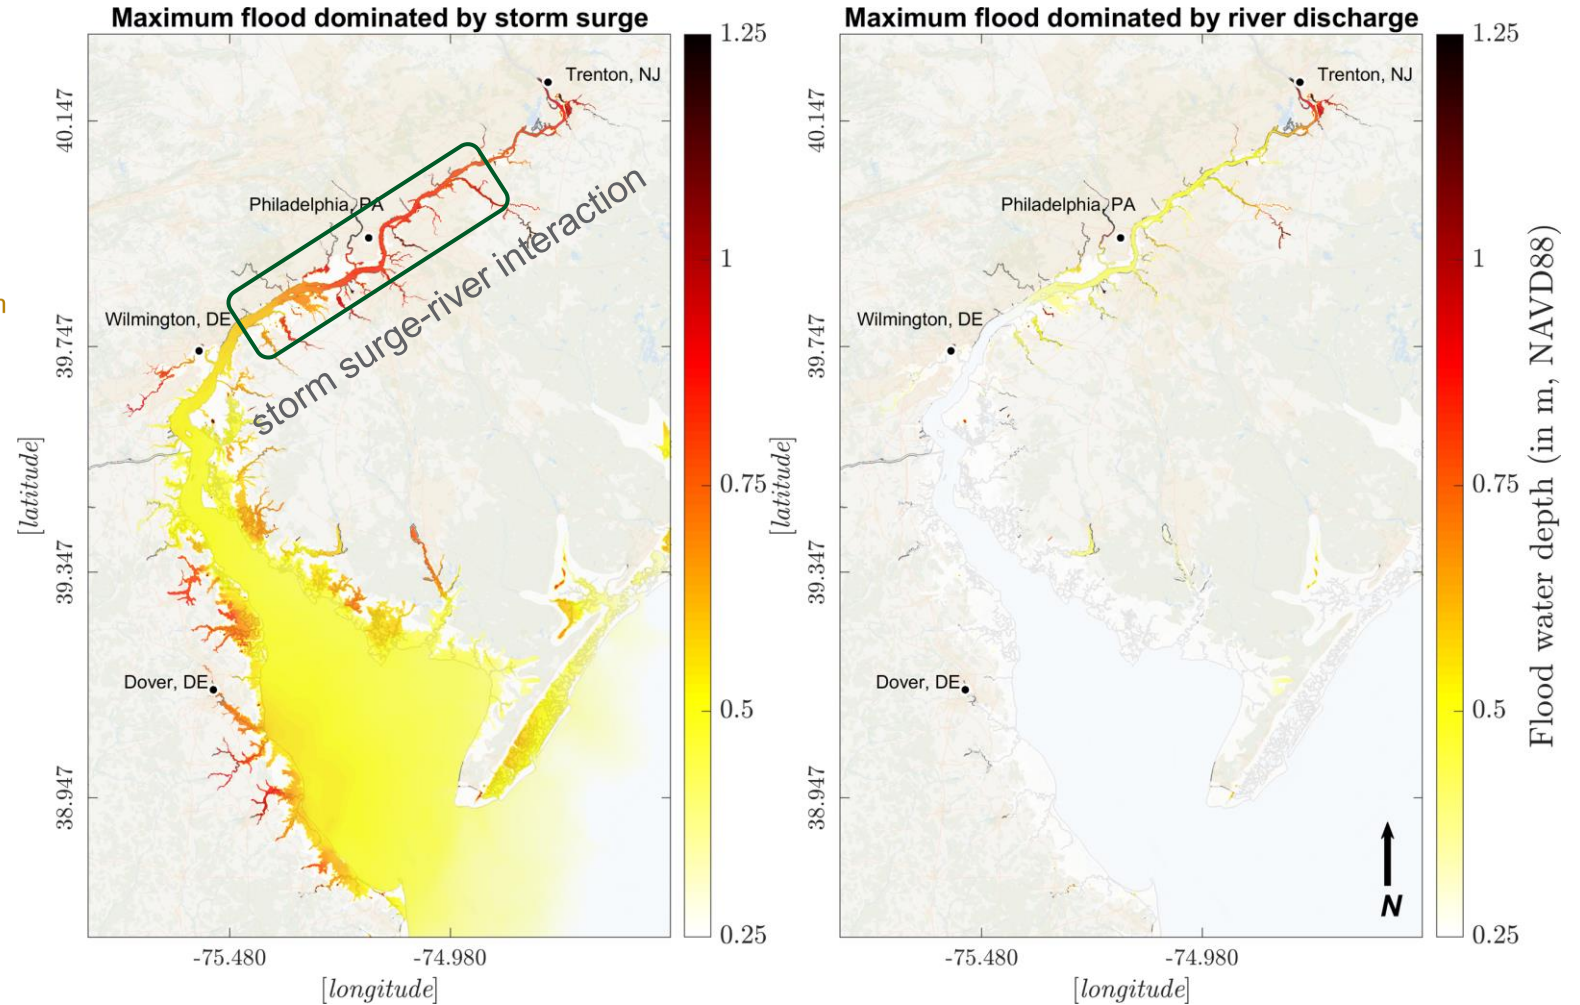 Maximum flood dominated by storm surge
1.25
Trenton, NJ
40.147
Philadelphia, PA
1
storm surge-river interaction
n
Wilmington, DE
39.747
[latitude]
0.75
39.347
Dover, DE
0.5
38.947
0.25
-75.480
-74.980
[longitude]
Maximum flood dominated by river discharge
1.25
Trenton, NJ
40.147
Philadelphia, PA
1
Wilmington, DE
39.747
[latitude]
0.75
39.347
Dover, DE
0.5
38.947
N
0.25
-75.480
-74.980
[longitude]
Flood water depth (in m, NAVD88)